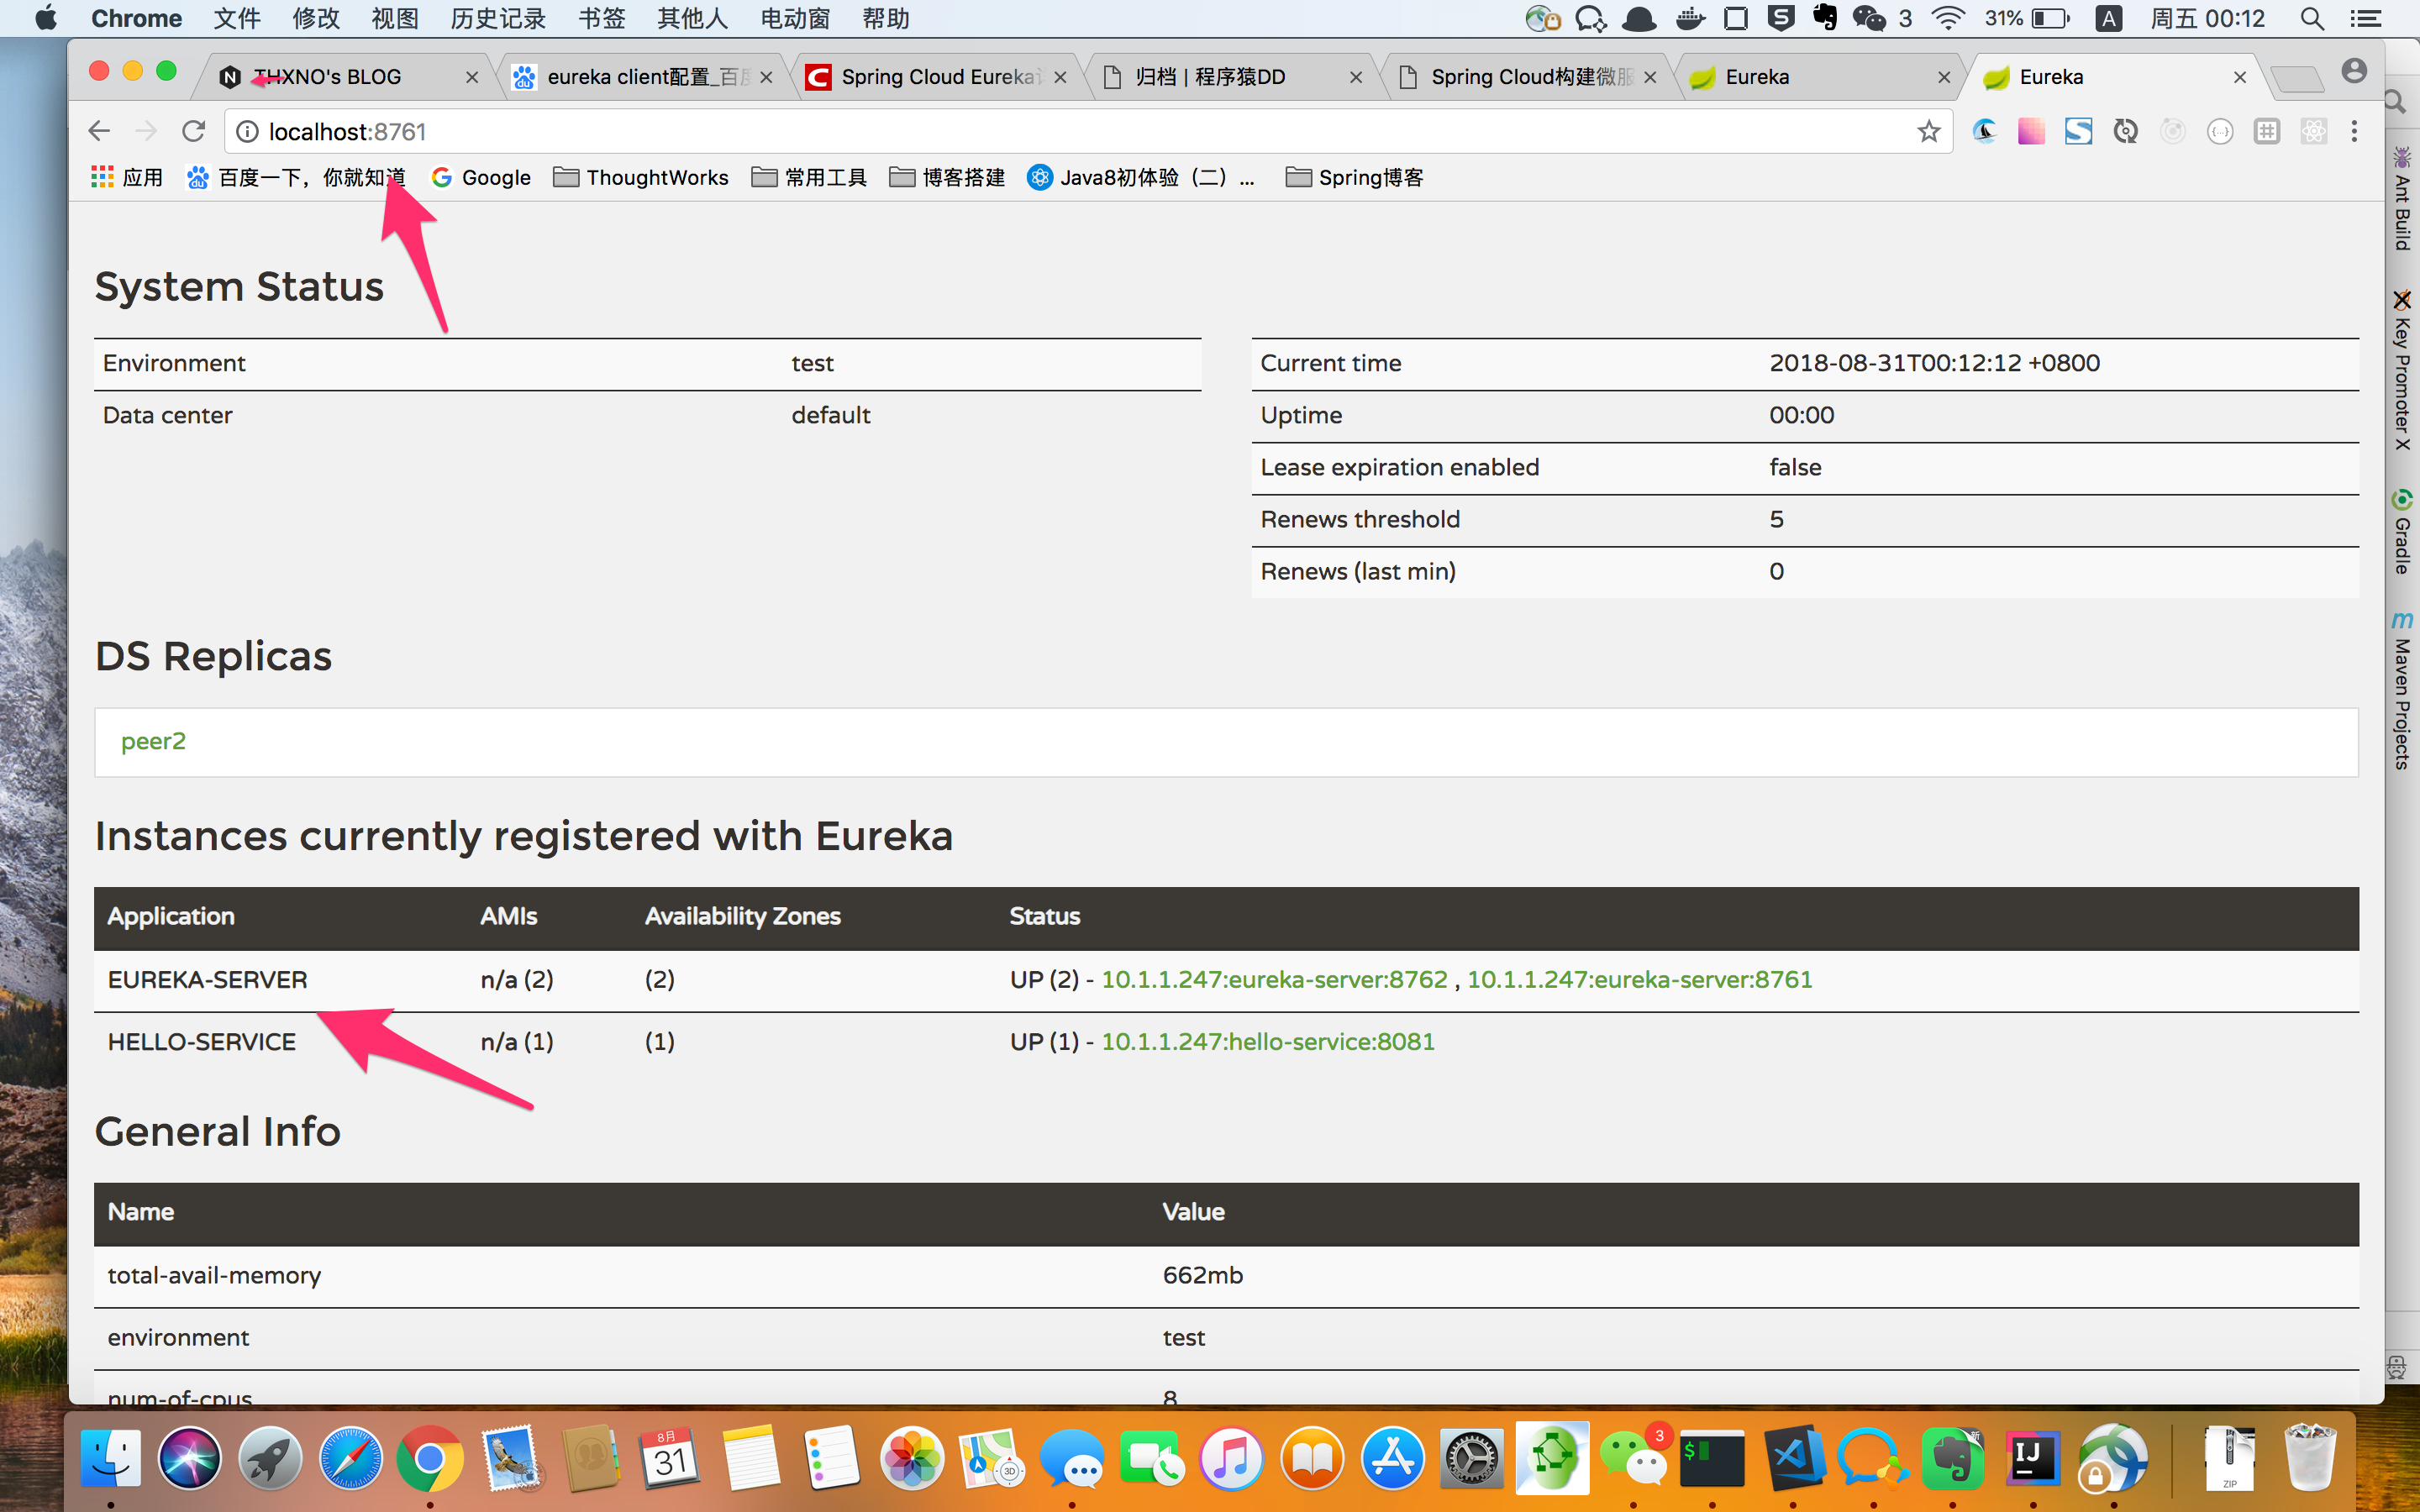 Chrome 文件 修改 视图 历史记录 书签 其他人 电动窗 帮助 3 31% A 周五 00:12
THXNO's BLOG eureka client配置_百度 Spring Cloud Eureka 归档 | 程序猿DD Spring Cloud构建微服 Eureka Eureka
localhost:8761
应用 百度一下，你就知道 Google ThoughtWorks 常用工具 博客搭建 Java8初体验（二）... Spring博客
System Status
Environment test
Data center default
Current time 2018-08-31T00:12:12 +0800
Uptime 00:00
Lease expiration enabled false
Renews threshold 5
Renews (last min) 0
DS Replicas
peer2
Instances currently registered with Eureka
Application AMIs Availability Zones Status
EUREKA-SERVER n/a (2) (2) UP (2) - 10.1.1.247:eureka-server:8762 , 10.1.1.247:eureka-server:8761
HELLO-SERVICE n/a (1) (1) UP (1) - 10.1.1.247:hello-service:8081
General Info
Name Value
total-avail-memory 662mb
environment test
num-of-cpus 8
Ant Build
Key Promoter X
Gradle
Maven Projects
8月
31
3D
3
$
IJ
ZIP